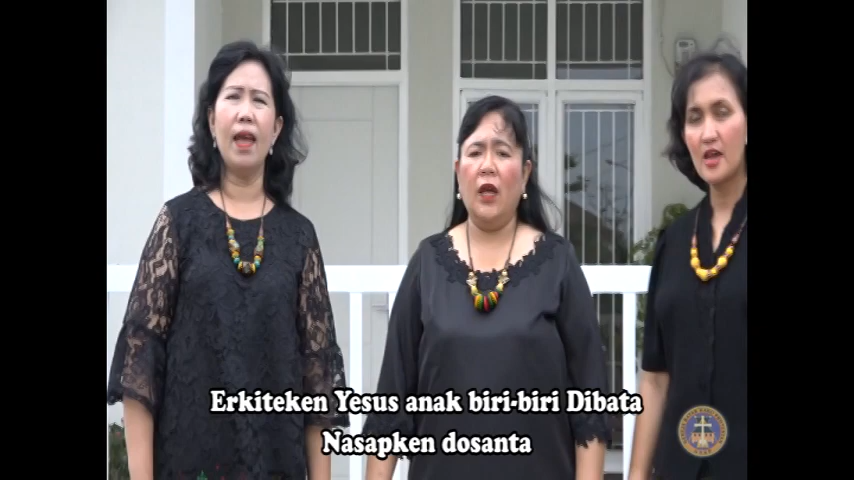 Erkiteken Yesus anak biri-biri Dibata
Nasapken dosanta